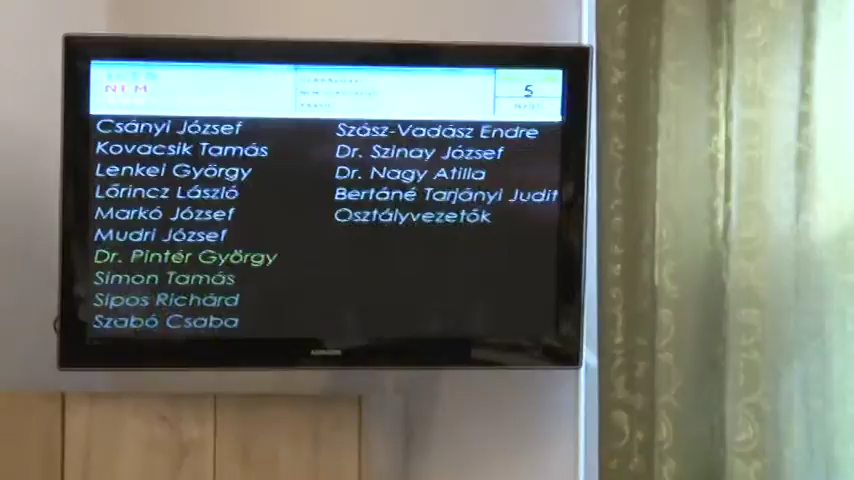 IGEN
NEM
5
Csányi József
Kovacsik Tamás
Lenkei György
Lőrincz László
Markó József
Mudri József
Dr. Pintér György
Simon Tamás
Sipos Richárd
Szabó Csaba
Szász-Vadász Endre
Dr. Szinay József
Dr. Nagy Atilla
Bertáné Tarjányi Judit
Osztályvezetők